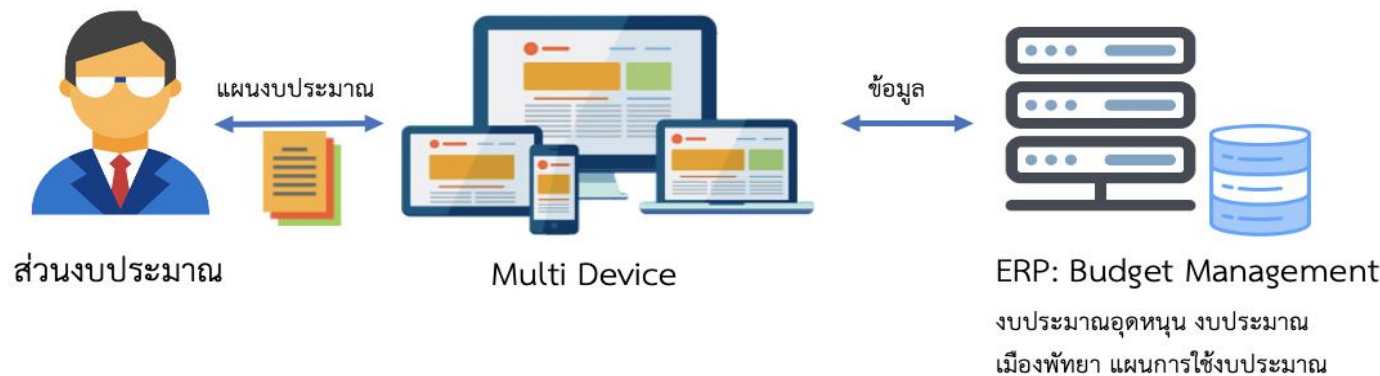 แผนงบประมาณ
ข้อมูล
ส่วนงบประมาณ
Multi Device
ERP: Budget Management
งบประมาณอุดหนุน งบประมาณ
เมืองพัทยา แผนการใช้งบประมาณ